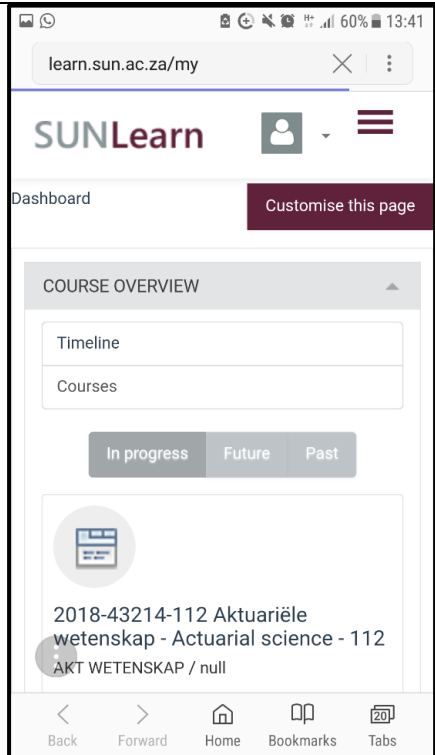 60% 13:41
learn.sun.ac.za/my
SUNLearn
Dashboard
Customise this page
COURSE OVERVIEW
Timeline
Courses
In progress Future Past
2018-43214-112 Aktuariële
wetenskap - Actuarial science - 112
AKT WETENSKAP / null
20
Back Forward Home Bookmarks Tabs